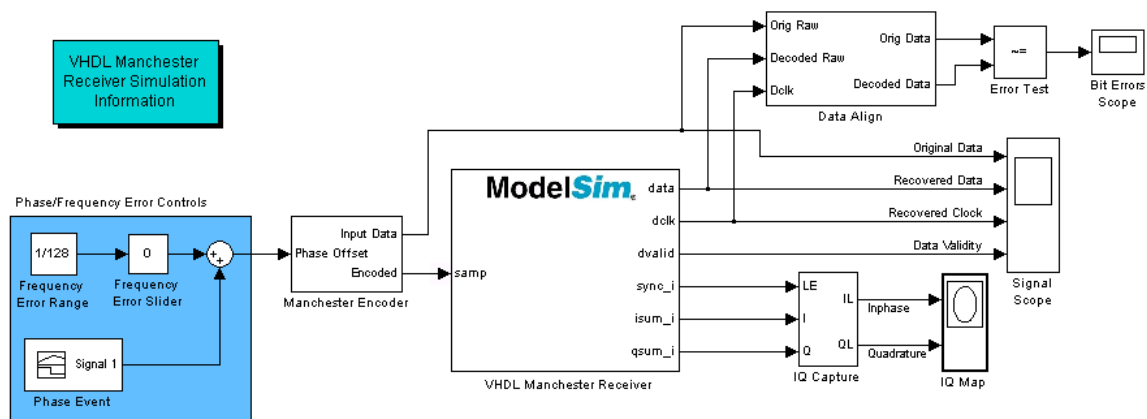 VHDL Manchester
Receiver Simulation
Information
Orig Raw
Decoded Raw
Dclk
Orig Data
Decoded Data
Data Align
~=
Error Test
Bit Errors
Scope
Original Data
Recovered Data
Recovered Clock
Data Validity
Signal
Scope
Phase/Frequency Error Controls
1/128
Frequency
Error Range
0
Frequency
Error Slider
+
+
Signal 1
Phase Event
Input Data
Phase Offset
Encoded
Manchester Encoder
ModelSim
samp
data
dclk
dvalid
sync_i
isum_i
qsum_i
VHDL Manchester Receiver
LE
I
Q
IL
QL
IQ Capture
Inphase
Quadrature
IQ Map